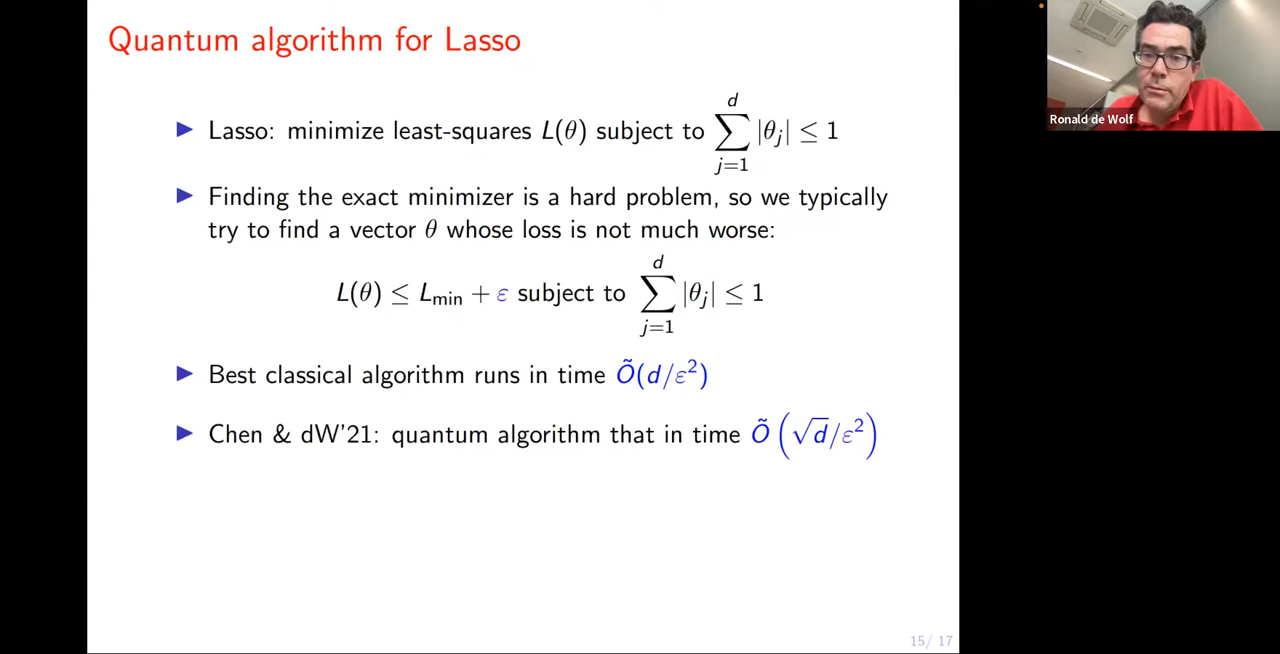 Quantum algorithm for Lasso
▶ Lasso: minimize least-squares L(θ) subject to ∑_{j=1}^{d} |θ_j| ≤ 1
▶ Finding the exact minimizer is a hard problem, so we typically
try to find a vector θ whose loss is not much worse:
L(θ) ≤ L_min + ε subject to ∑_{j=1}^{d} |θ_j| ≤ 1
▶ Best classical algorithm runs in time Õ(d/ε²)
▶ Chen & dW'21: quantum algorithm that in time Õ(√d/ε²)
15/ 17
Ronald de Wolf